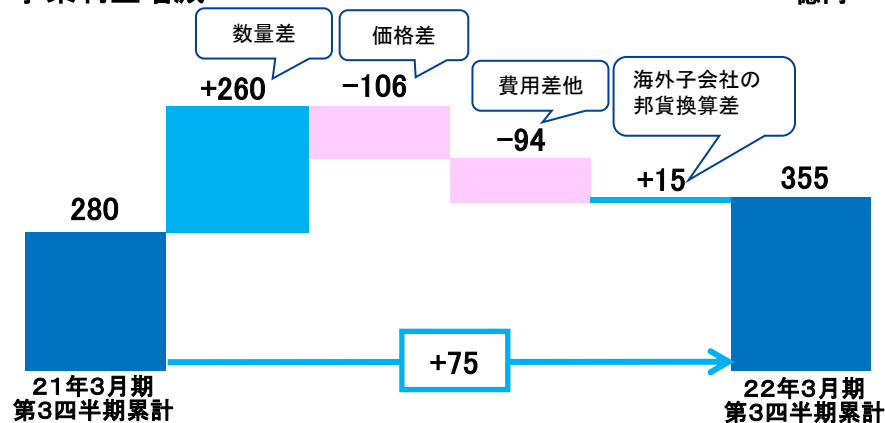 数量差
価格差
費用差他
海外子会社の
邦貨換算差
+260
−106
−94
+15
280
355
+75
21年3月期
第3四半期累計
22年3月期
第3四半期累計